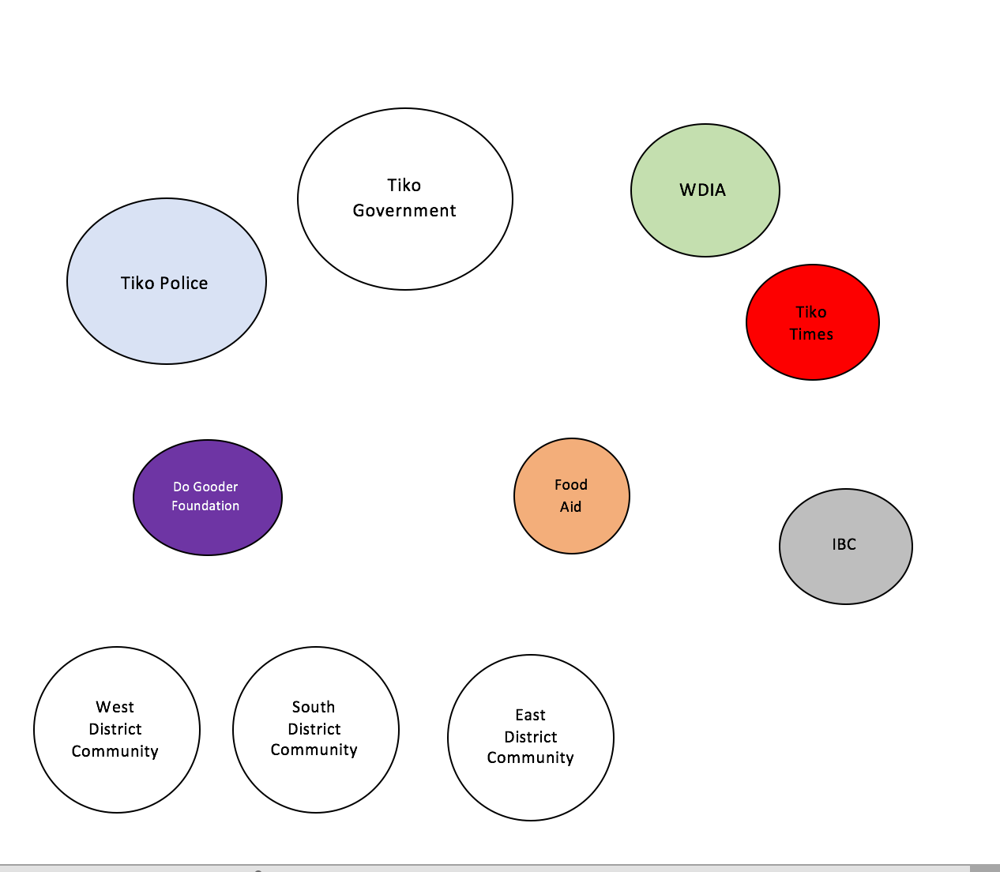 Tiko
Government
WDIA
Tiko Police
Tiko
Times
Do Gooder
Foundation
Food
Aid
IBC
West
District
Community
South
District
Community
East
District
Community